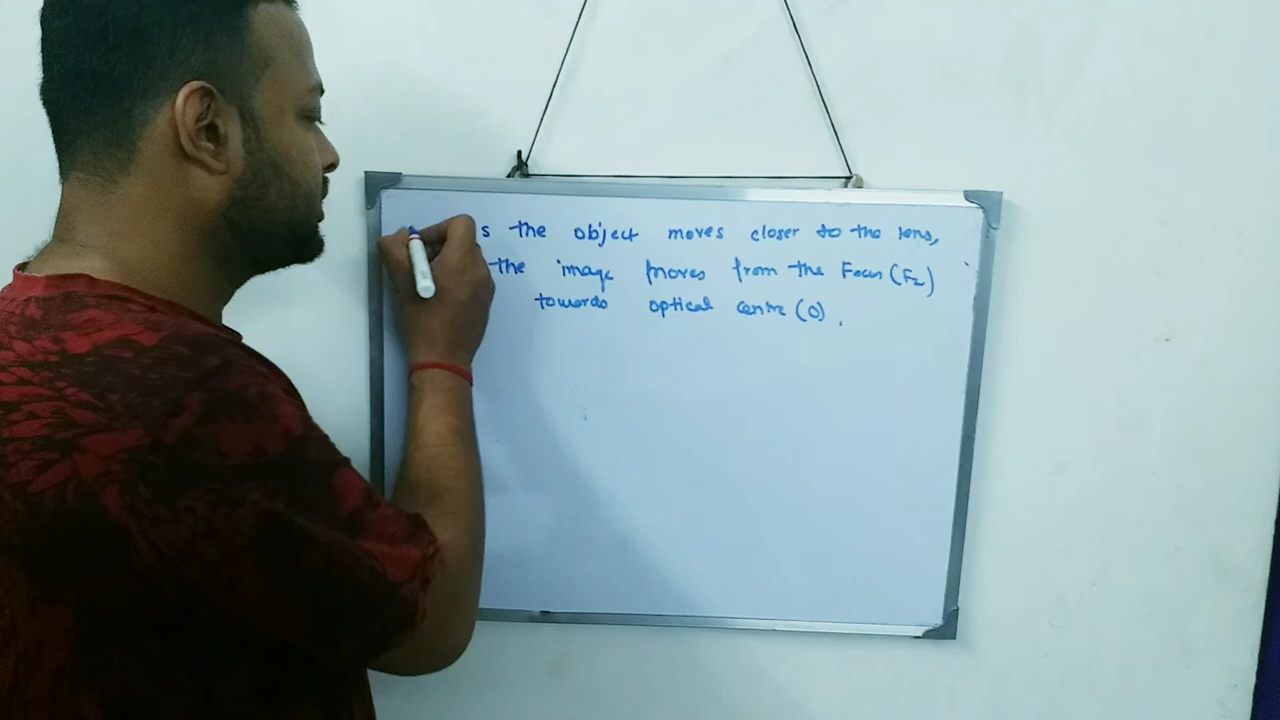 s the object moves closer to the lens,
the image moves from the Focus (F2)
towards optical centre (O).